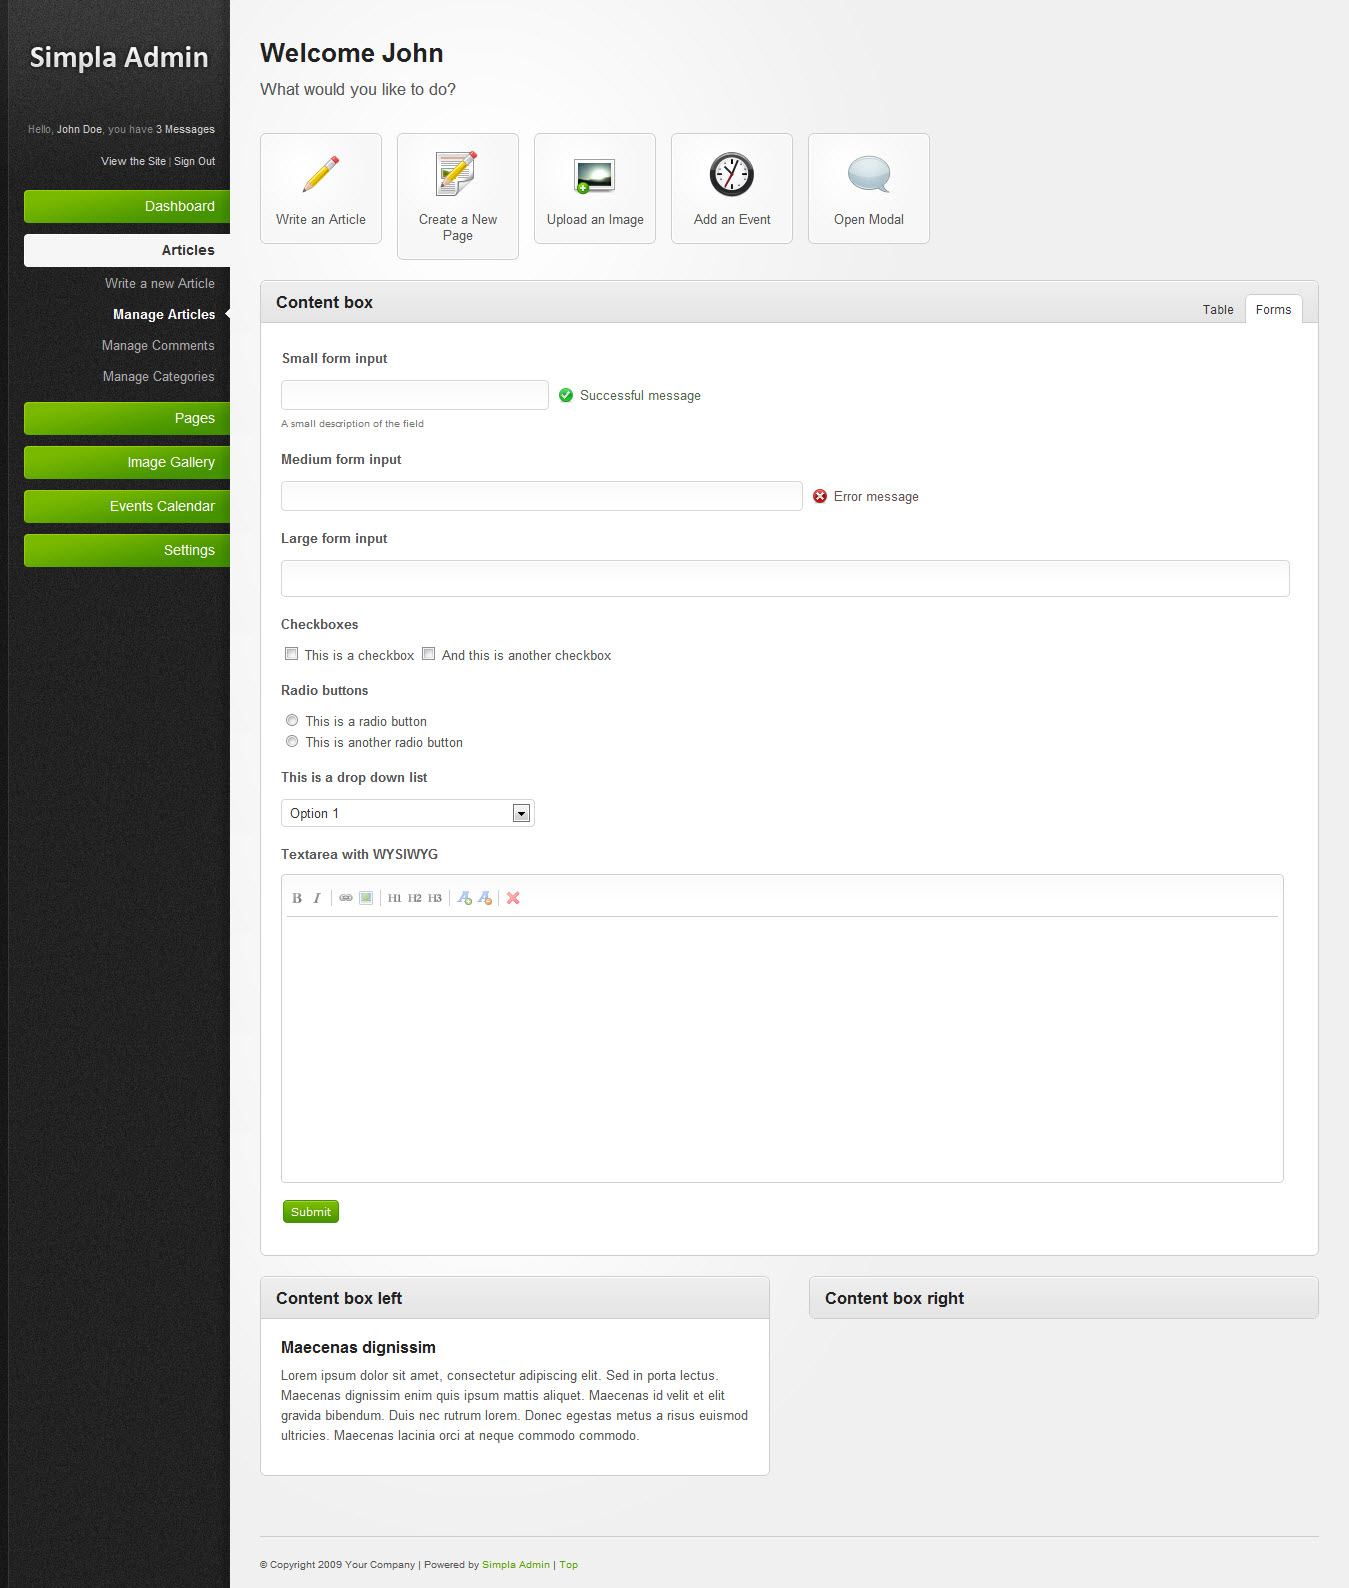 Simpla Admin
Hello, John Doe, you have 3 Messages
View the Site | Sign Out
Dashboard
Articles
Write a new Article
Manage Articles
Manage Comments
Manage Categories
Pages
Image Gallery
Events Calendar
Settings
Welcome John
What would you like to do?
Write an Article
Create a New
Page
Upload an Image
Add an Event
Open Modal
Content box
Table
Forms
Small form input
Successful message
A small description of the field
Medium form input
Error message
Large form input
Checkboxes
This is a checkbox
And this is another checkbox
Radio buttons
This is a radio button
This is another radio button
This is a drop down list
Option 1
Textarea with WYSIWYG
B I H1 H2 H3 A A
Submit
Content box left
Maecenas dignissim
Lorem ipsum dolor sit amet, consectetur adipiscing elit. Sed in porta lectus.
Maecenas dignissim enim quis ipsum mattis aliquet. Maecenas id velit et elit
gravida bibendum. Duis nec rutrum lorem. Donec egestas metus a risus euismod
ultricies. Maecenas lacinia orci at neque commodo commodo.
Content box right
© Copyright 2009 Your Company | Powered by Simpla Admin | Top